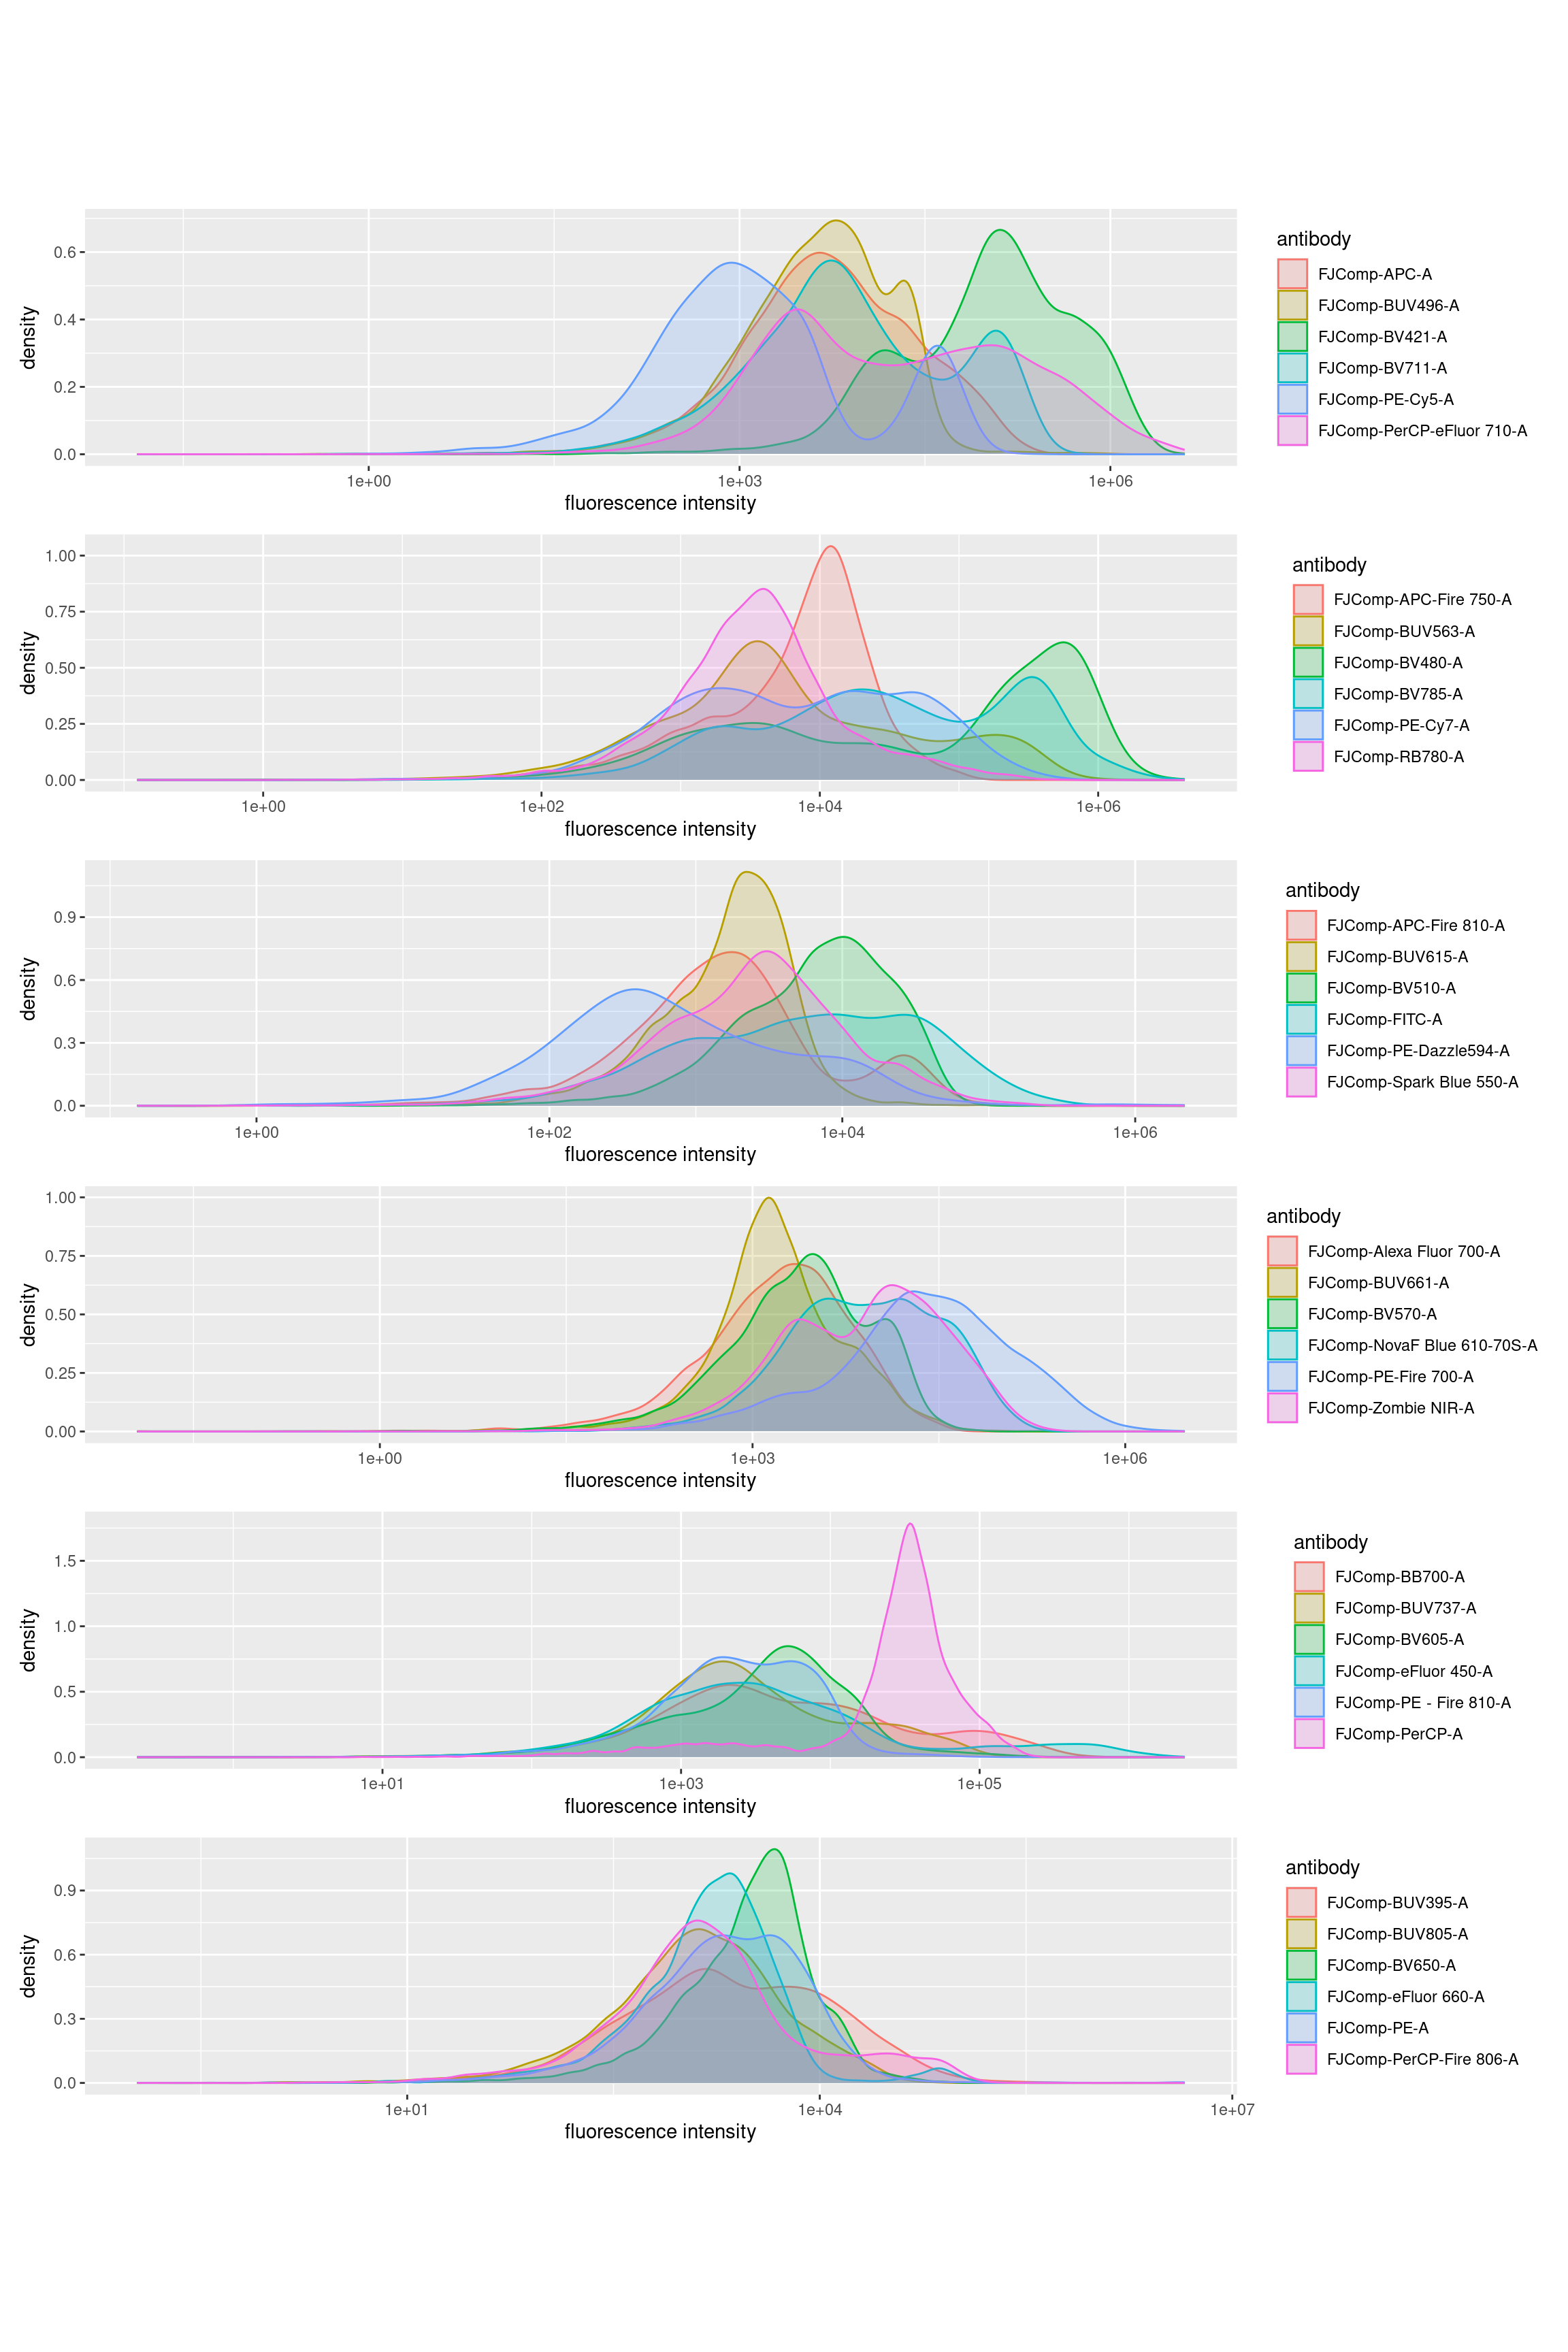 density
0.6
0.4
0.2
0.0
1e+00 1e+03 1e+06
fluorescence intensity
antibody
FJComp-APC-A
FJComp-BUV496-A
FJComp-BV421-A
FJComp-BV711-A
FJComp-PE-Cy5-A
FJComp-PerCP-eFluor 710-A
density
1.00
0.75
0.50
0.25
0.00
1e+00 1e+02 1e+04 1e+06
fluorescence intensity
antibody
FJComp-APC-Fire 750-A
FJComp-BUV563-A
FJComp-BV480-A
FJComp-BV785-A
FJComp-PE-Cy7-A
FJComp-RB780-A
density
0.9
0.6
0.3
0.0
1e+00 1e+02 1e+04 1e+06
fluorescence intensity
antibody
FJComp-APC-Fire 810-A
FJComp-BUV615-A
FJComp-BV510-A
FJComp-FITC-A
FJComp-PE-Dazzle594-A
FJComp-Spark Blue 550-A
density
1.00
0.75
0.50
0.25
0.00
1e+00 1e+03 1e+06
fluorescence intensity
antibody
FJComp-Alexa Fluor 700-A
FJComp-BUV661-A
FJComp-BV570-A
FJComp-NovaF Blue 610-70S-A
FJComp-PE-Fire 700-A
FJComp-Zombie NIR-A
density
1.5
1.0
0.5
0.0
1e+01 1e+03 1e+05
fluorescence intensity
antibody
FJComp-BB700-A
FJComp-BUV737-A
FJComp-BV605-A
FJComp-eFluor 450-A
FJComp-PE - Fire 810-A
FJComp-PerCP-A
density
0.9
0.6
0.3
0.0
1e+01 1e+04 1e+07
fluorescence intensity
antibody
FJComp-BUV395-A
FJComp-BUV805-A
FJComp-BV650-A
FJComp-eFluor 660-A
FJComp-PE-A
FJComp-PerCP-Fire 806-A